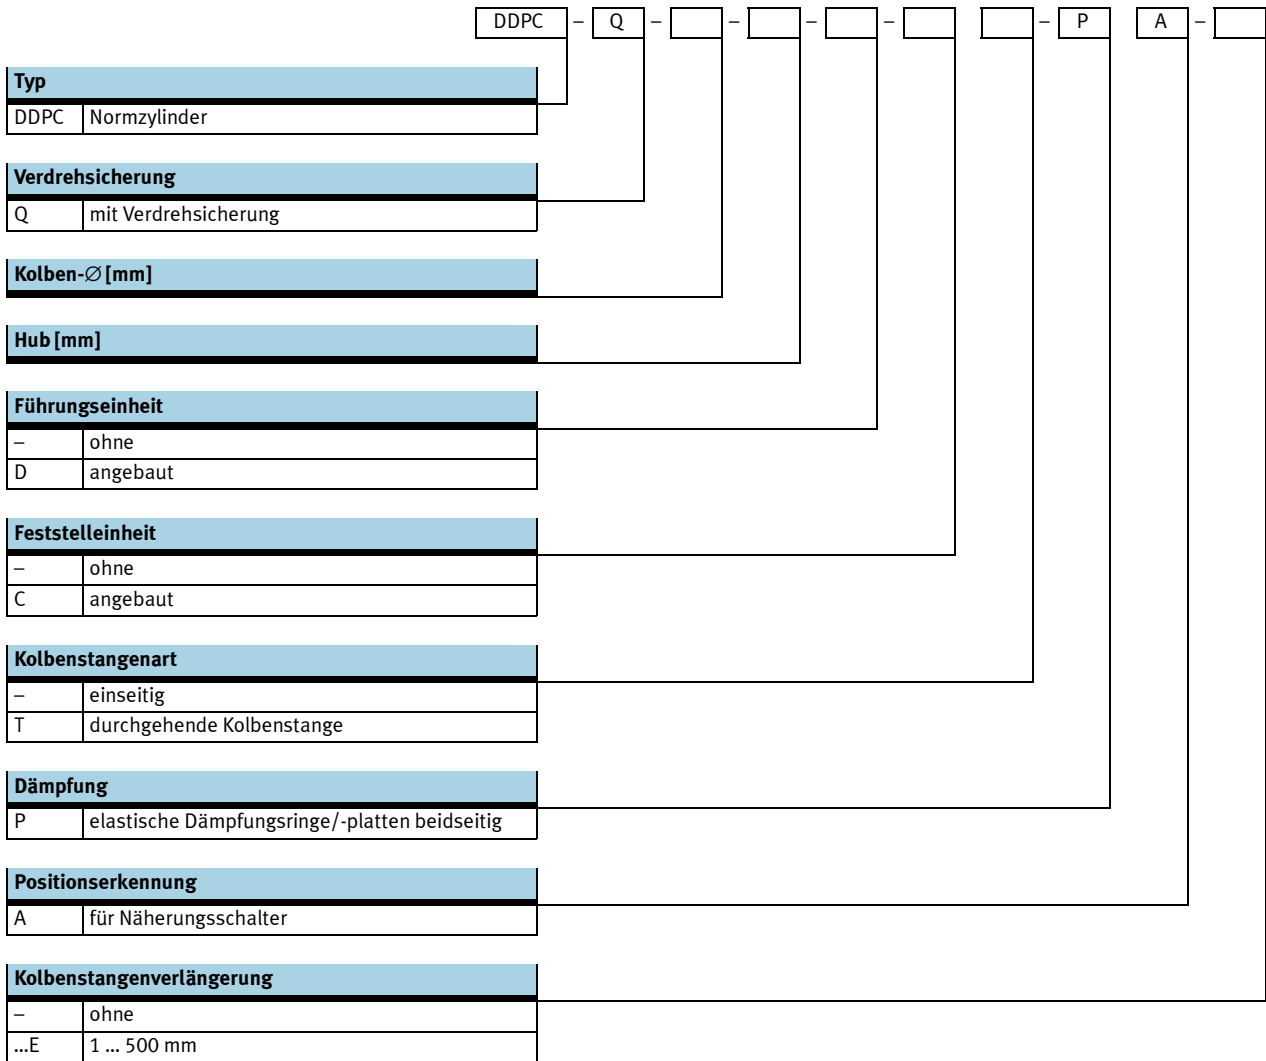 DDPC – Q – – – – – P A –
Typ
DDPC Normzylinder
Verdrehsicherung
Q mit Verdrehsicherung
Kolben-∅ [mm]
Hub [mm]
Führungseinheit
– ohne
D angebaut
Feststelleinheit
– ohne
C angebaut
Kolbenstangenart
– einseitig
T durchgehende Kolbenstange
Dämpfung
P elastische Dämpfungsringe/-platten beidseitig
Positionserkennung
A für Näherungsschalter
Kolbenstangenverlängerung
– ohne
...E 1 ... 500 mm